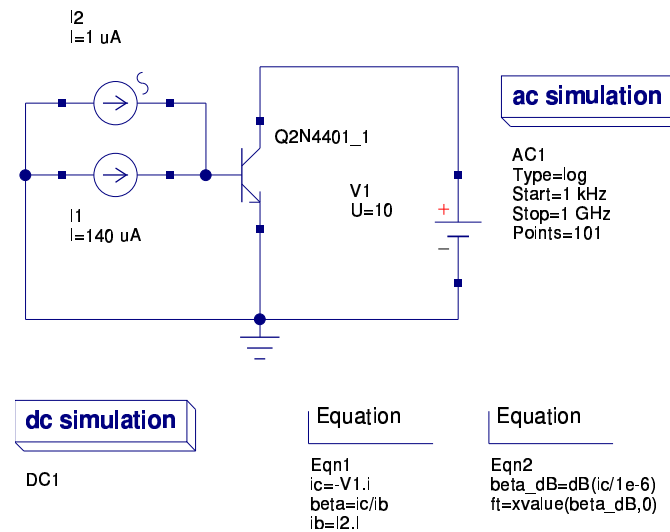 I2
I=1 uA
ac simulation
Q2N4401_1
AC1
Type=log
Start=1 kHz
Stop=1 GHz
Points=101
V1
U=10
+
−
I1
I=140 uA
dc simulation
DC1
Equation
Eqn1
ic=-V1.i
beta=ic/ib
ib=I2.I
Equation
Eqn2
beta_dB=dB(ic/1e-6)
ft=xvalue(beta_dB,0)